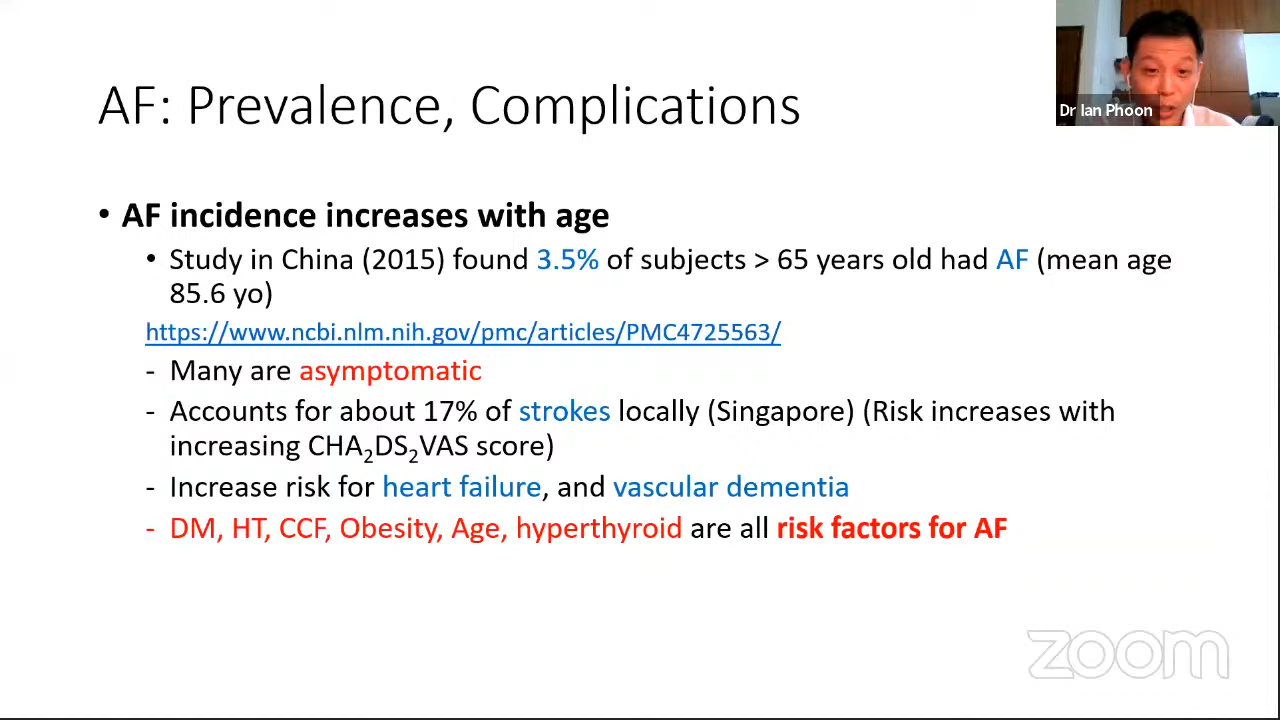 Dr Ian Phoon
AF: Prevalence, Complications
• AF incidence increases with age
• Study in China (2015) found 3.5% of subjects > 65 years old had AF (mean age
85.6 yo)
https://www.ncbi.nlm.nih.gov/pmc/articles/PMC4725563/
- Many are asymptomatic
- Accounts for about 17% of strokes locally (Singapore) (Risk increases with
increasing CHA₂DS₂VAS score)
- Increase risk for heart failure, and vascular dementia
- DM, HT, CCF, Obesity, Age, hyperthyroid are all risk factors for AF
zoom